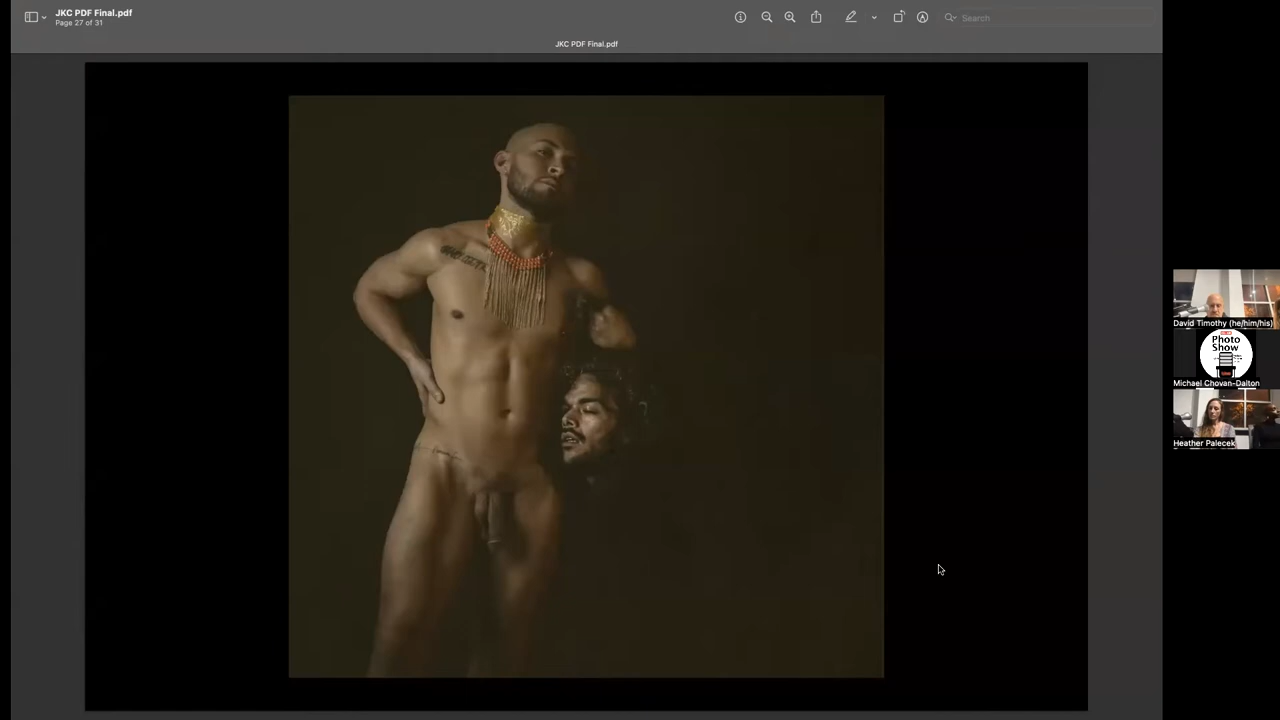 JKC PDF Final.pdf
Page 27 of 31
Search
JKC PDF Final.pdf
David Timothy (he/him/his)
Photo
Show
Michael Chovan-Dalton
Heather Palecek